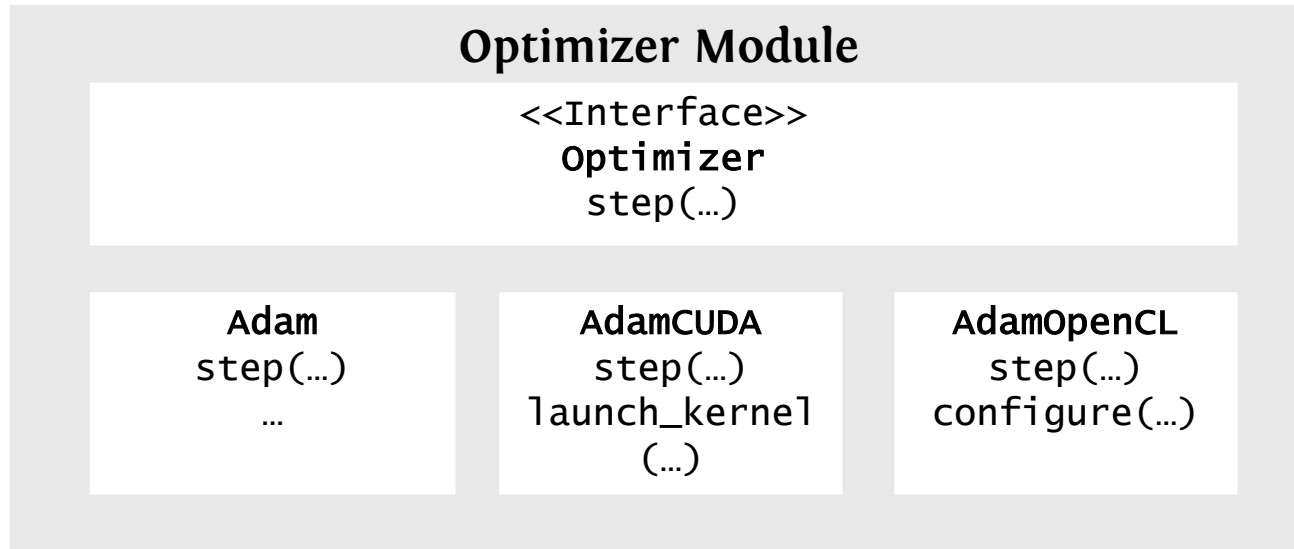 Optimizer Module
<<Interface>>
Optimizer
step(…)
Adam
step(…)
…
AdamCUDA
step(…)
launch_kernel
(…)
AdamOpenCL
step(…)
configure(…)